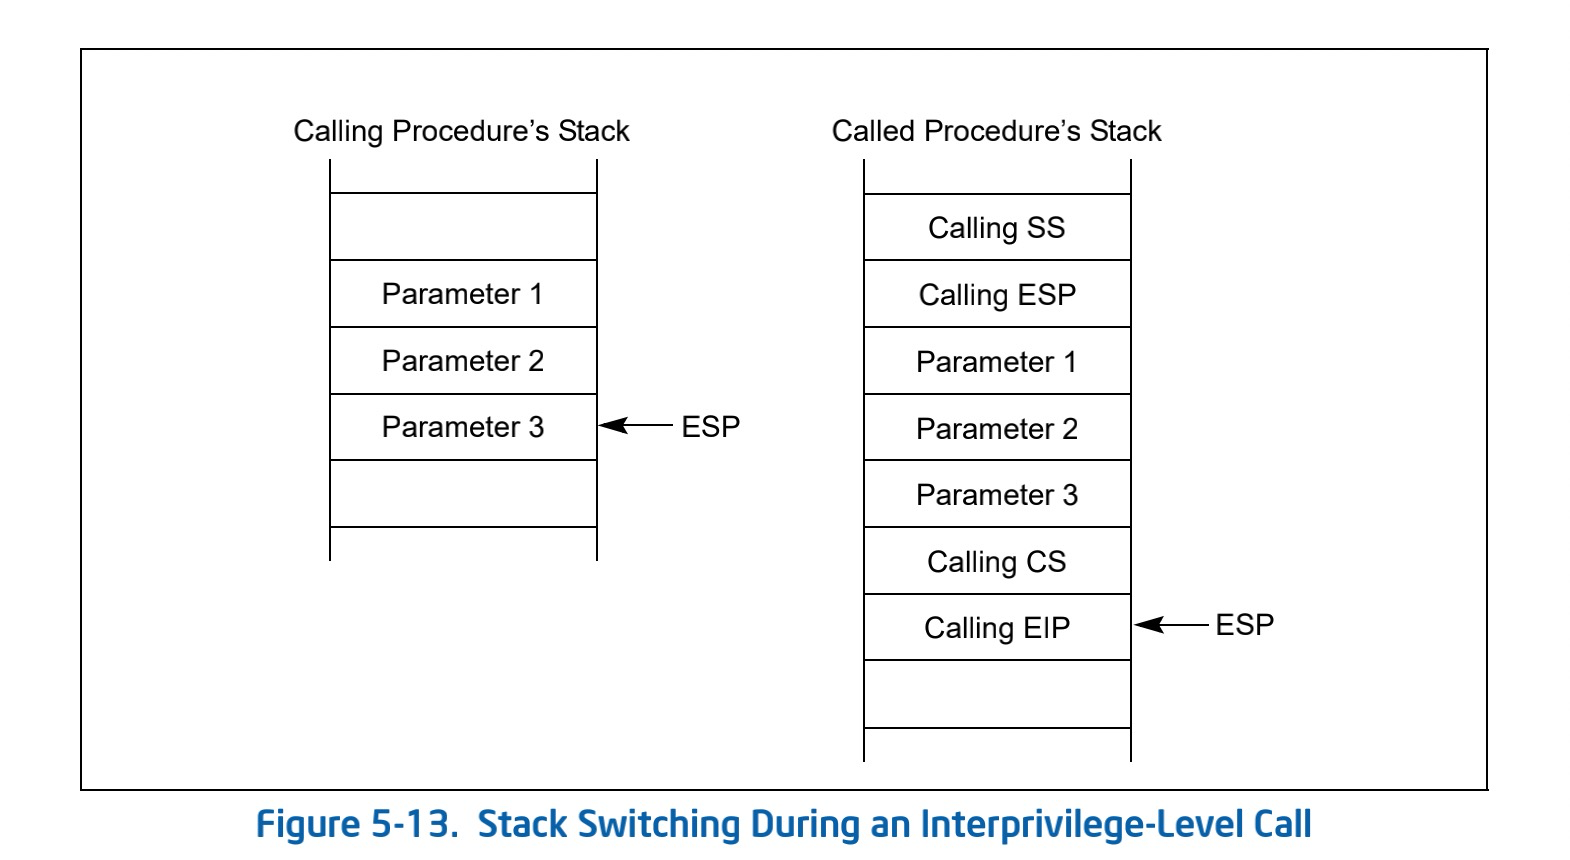 Calling Procedure’s Stack
Parameter 1
Parameter 2
Parameter 3
ESP
Called Procedure’s Stack
Calling SS
Calling ESP
Parameter 1
Parameter 2
Parameter 3
Calling CS
Calling EIP
ESP
Figure 5-13. Stack Switching During an Interprivilege-Level Call